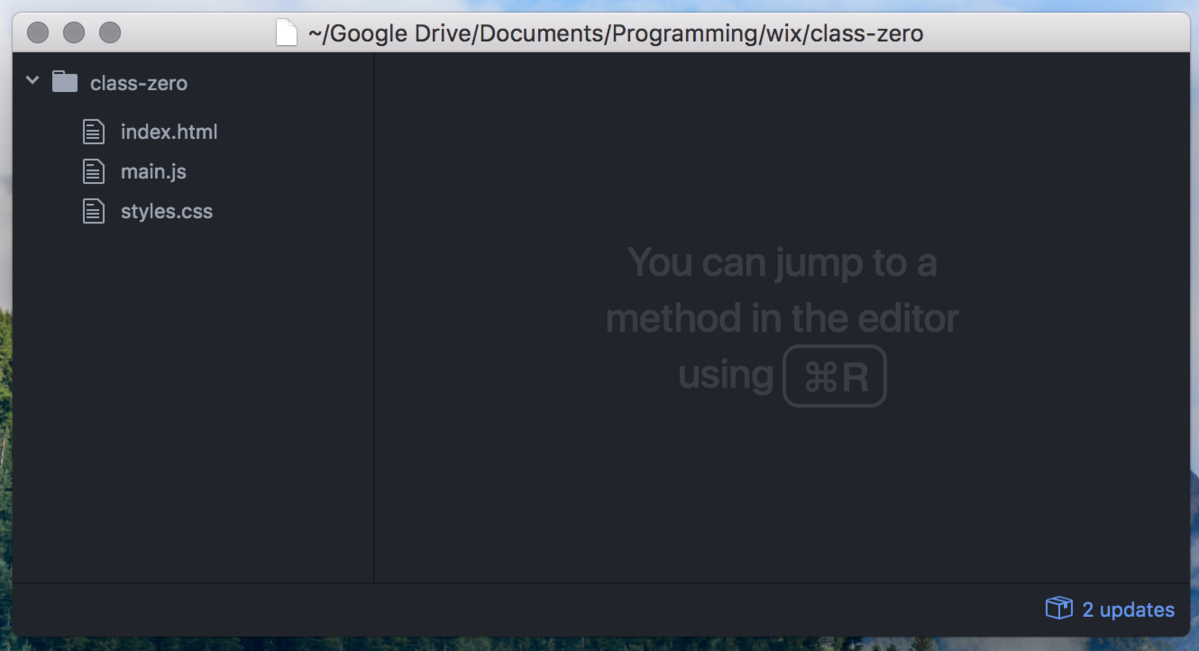 ~/Google Drive/Documents/Programming/wix/class-zero
class-zero
index.html
main.js
styles.css
You can jump to a
method in the editor
using ⌘R
2 updates